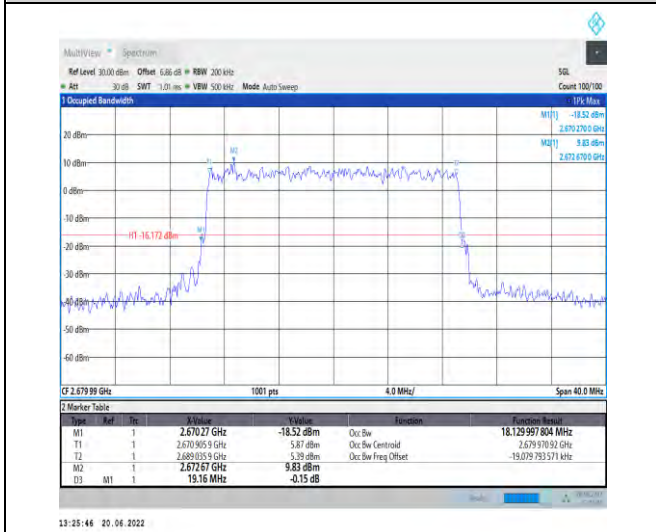 MultiView Spectrum
Ref Level 30.00 dBm Offset 6.86 dB RBW 200 kHz SGL
Att 30 dB SWT 1.01 ms VBW 500 kHz Mode Auto Sweep Count 100/100
1 Occupied Bandwidth 1Pk Max
M1[1] -18.52 dBm
2.670 270 0 GHz
M2[1] 9.83 dBm
2.672 670 0 GHz
20 dBm
M2
10 dBm
T1
0 dBm
-10 dBm
M1
H1 -16.172 dBm
-20 dBm
-30 dBm
-40 dBm
-50 dBm
-60 dBm
CF 2.679 99 GHz 1001 pts 4.0 MHz/ Span 40.0 MHz
2 Marker Table
Type Ref Trc X-Value Y-Value Function Function Result
M1 1 2.670 27 GHz -18.52 dBm Occ Bw 18.129 997 804 MHz
T1 1 2.670 905 9 GHz 5.87 dBm Occ Bw Centroid 2.679 970 92 GHz
T2 1 2.689 035 9 GHz 5.39 dBm Occ Bw Freq Offset -19.079 793 571 kHz
M2 1 2.672 67 GHz 9.83 dBm
D3 M1 1 19.16 MHz -0.15 dB
13:25:46 20.06.2022